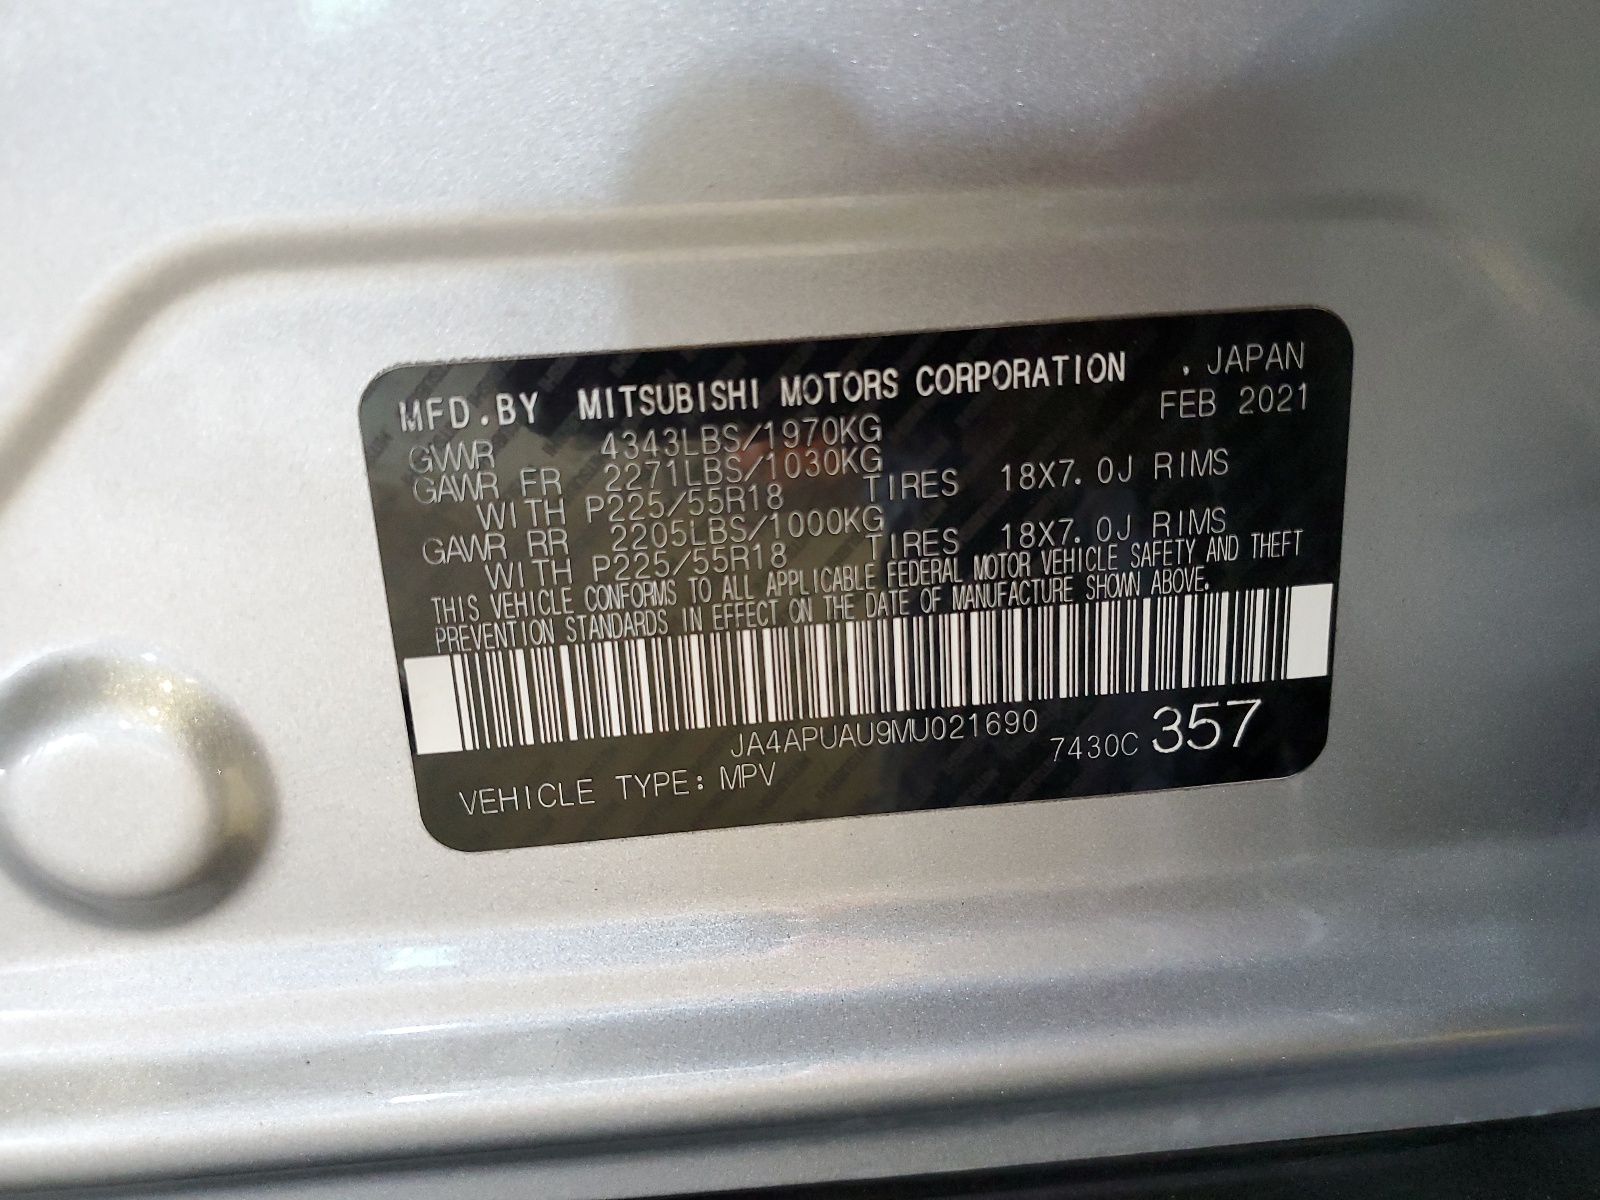 MFD.BY MITSUBISHI MOTORS CORPORATION , JAPAN
FEB 2021
GVWR 4343LBS/1970KG
GAWR FR 2271LBS/1030KG
WITH P225/55R18 TIRES 18X7.0J RIMS
GAWR RR 2205LBS/1000KG
WITH P225/55R18 TIRES 18X7.0J RIMS
THIS VEHICLE CONFORMS TO ALL APPLICABLE FEDERAL MOTOR VEHICLE SAFETY AND THEFT
PREVENTION STANDARDS IN EFFECT ON THE DATE OF MANUFACTURE SHOWN ABOVE.
JA4APUAU9MU021690
7430C 357
VEHICLE TYPE: MPV